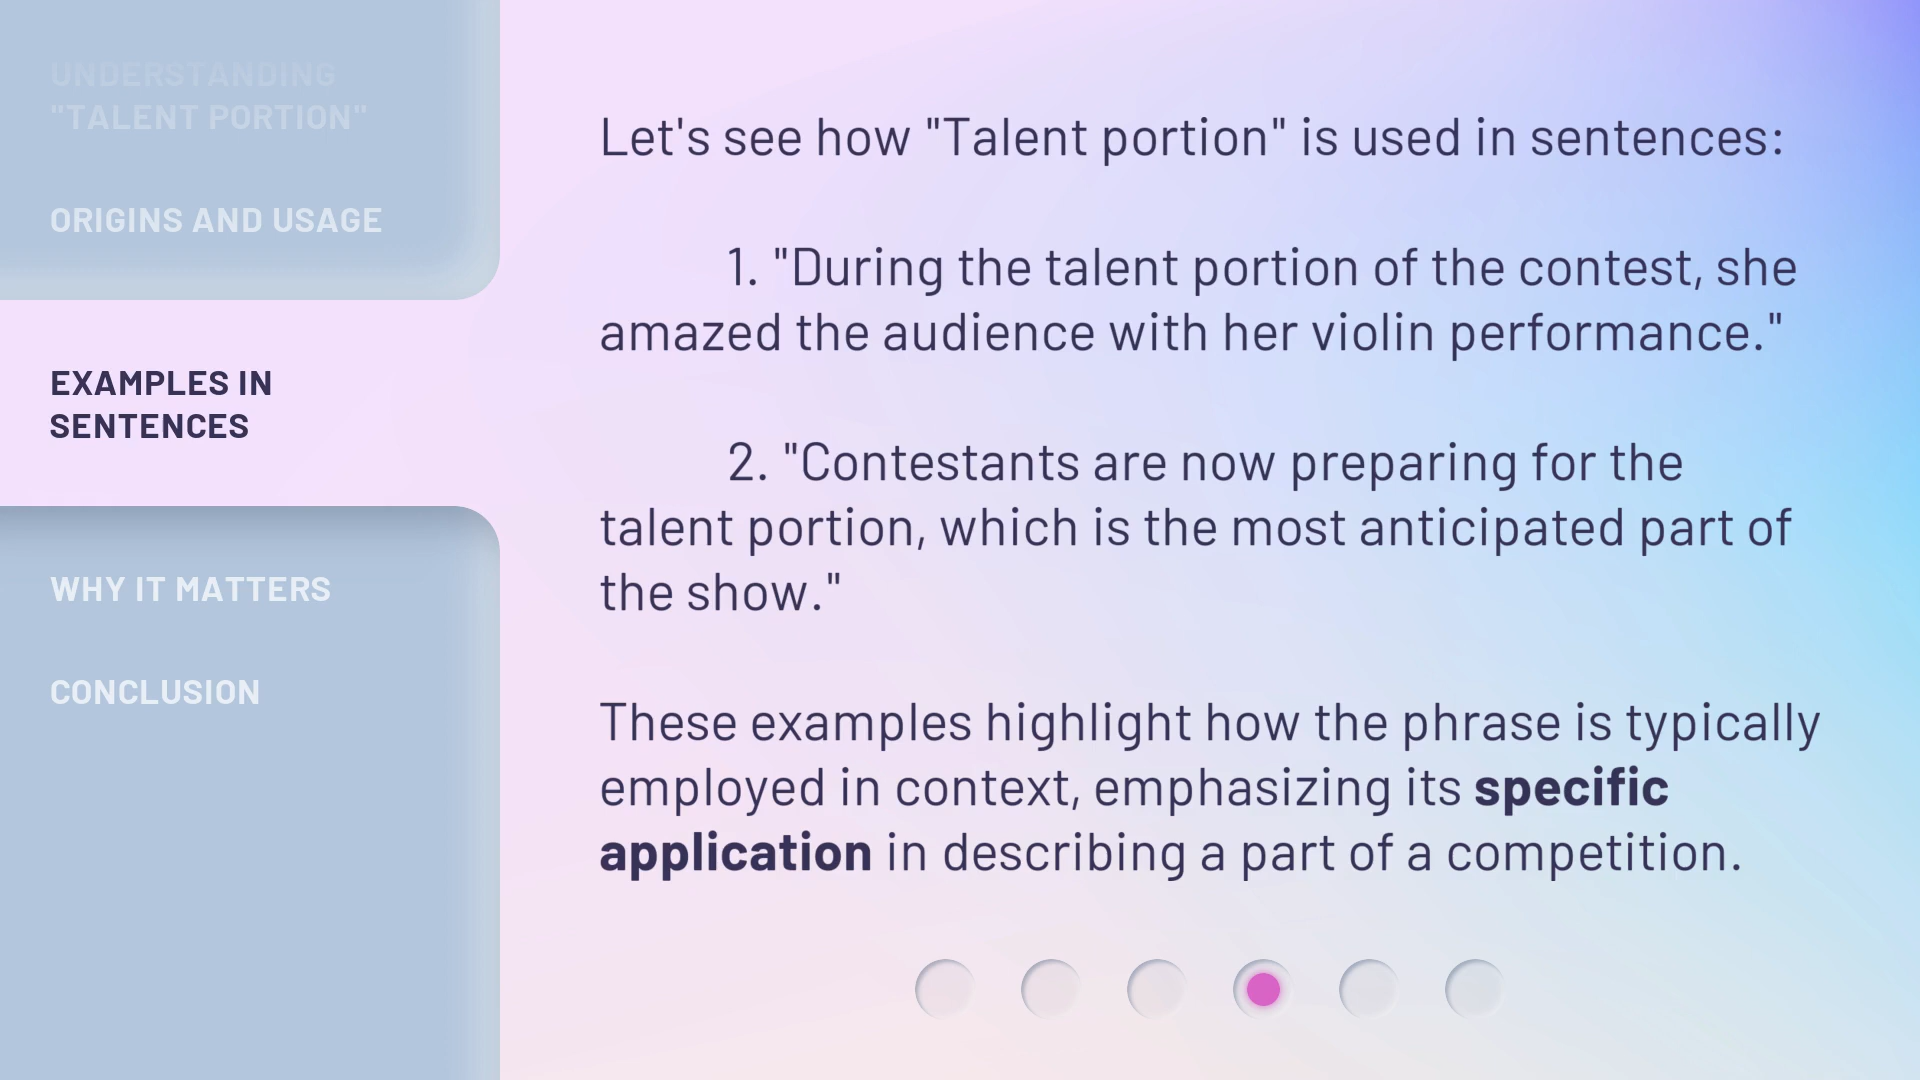 UNDERSTANDING
"TALENT PORTION"
ORIGINS AND USAGE
EXAMPLES IN
SENTENCES
WHY IT MATTERS
CONCLUSION
Let's see how "Talent portion" is used in sentences:
1. "During the talent portion of the contest, she
amazed the audience with her violin performance."
2. "Contestants are now preparing for the
talent portion, which is the most anticipated part of
the show."
These examples highlight how the phrase is typically
employed in context, emphasizing its specific
application in describing a part of a competition.